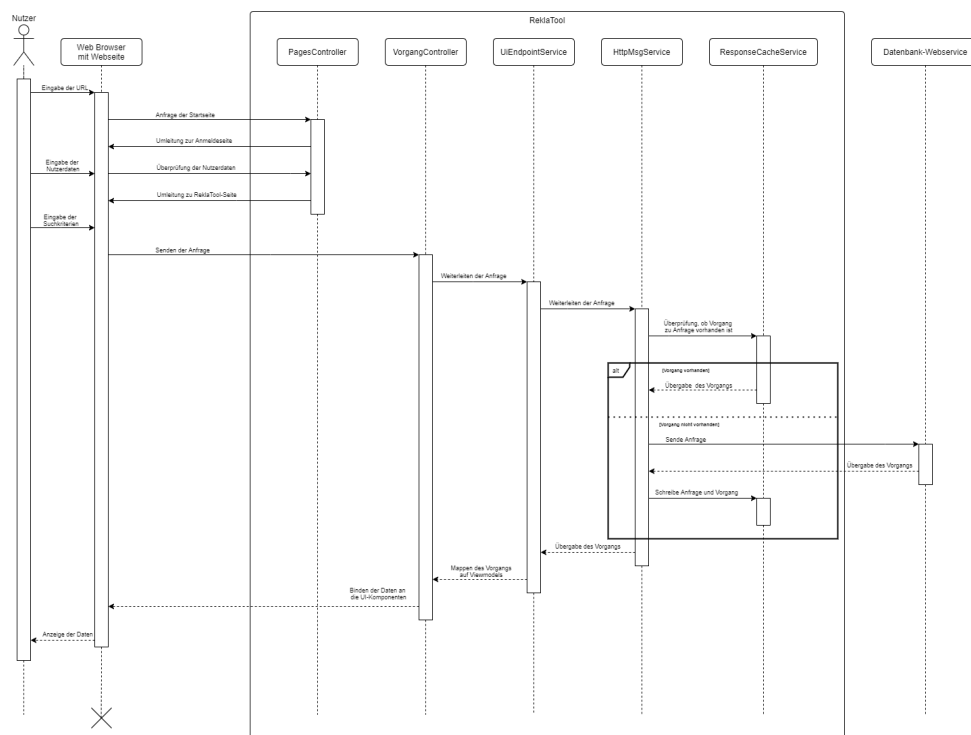 ReklaTool
Nutzer
Web Browser
mit Webseite
PagesController
VorgangController
UiEndpointService
HttpMsgService
ResponseCacheService
Datenbank-Webservice
Eingabe der URL
Anfrage der Startseite
Umleitung zur Anmeldeseite
Eingabe der
Nutzerdaten
Überprüfung der Nutzerdaten
Umleitung zu ReklaTool-Seite
Eingabe der
Suchkriterien
Senden der Anfrage
Weiterleiten der Anfrage
Weiterleiten der Anfrage
Überprüfung, ob Vorgang
zu Anfrage vorhanden ist
alt
[Vorgang vorhanden]
Übergabe des Vorgangs
[Vorgang nicht vorhanden]
Sende Anfrage
Übergabe des Vorgangs
Schreibe Anfrage und Vorgang
Übergabe des Vorgangs
Mappen des Vorgangs
auf Viewmodels
Binden der Daten an
die UI-Komponenten
Anzeige der Daten